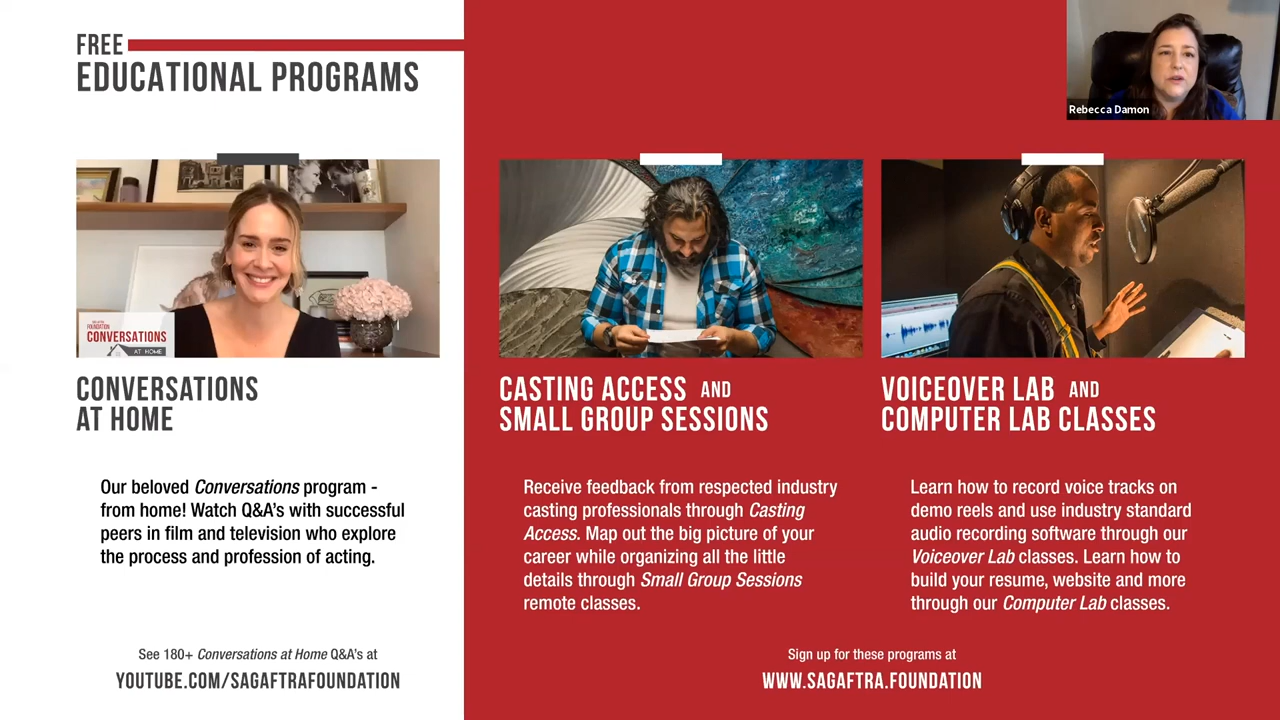 FREE
EDUCATIONAL PROGRAMS
Rebecca Damon
FOUNDATION
CONVERSATIONS
AT HOME
CONVERSATIONS
AT HOME
Our beloved Conversations program -
from home! Watch Q&A's with successful
peers in film and television who explore
the process and profession of acting.
See 180+ Conversations at Home Q&A's at
YOUTUBE.COM/SAGAFTRAFOUNDATION
CASTING ACCESS AND
SMALL GROUP SESSIONS
Receive feedback from respected industry
casting professionals through Casting
Access. Map out the big picture of your
career while organizing all the little
details through Small Group Sessions
remote classes.
VOICEOVER LAB AND
COMPUTER LAB CLASSES
Learn how to record voice tracks on
demo reels and use industry standard
audio recording software through our
Voiceover Lab classes. Learn how to
build your resume, website and more
through our Computer Lab classes.
Sign up for these programs at
WWW.SAGAFTRA.FOUNDATION